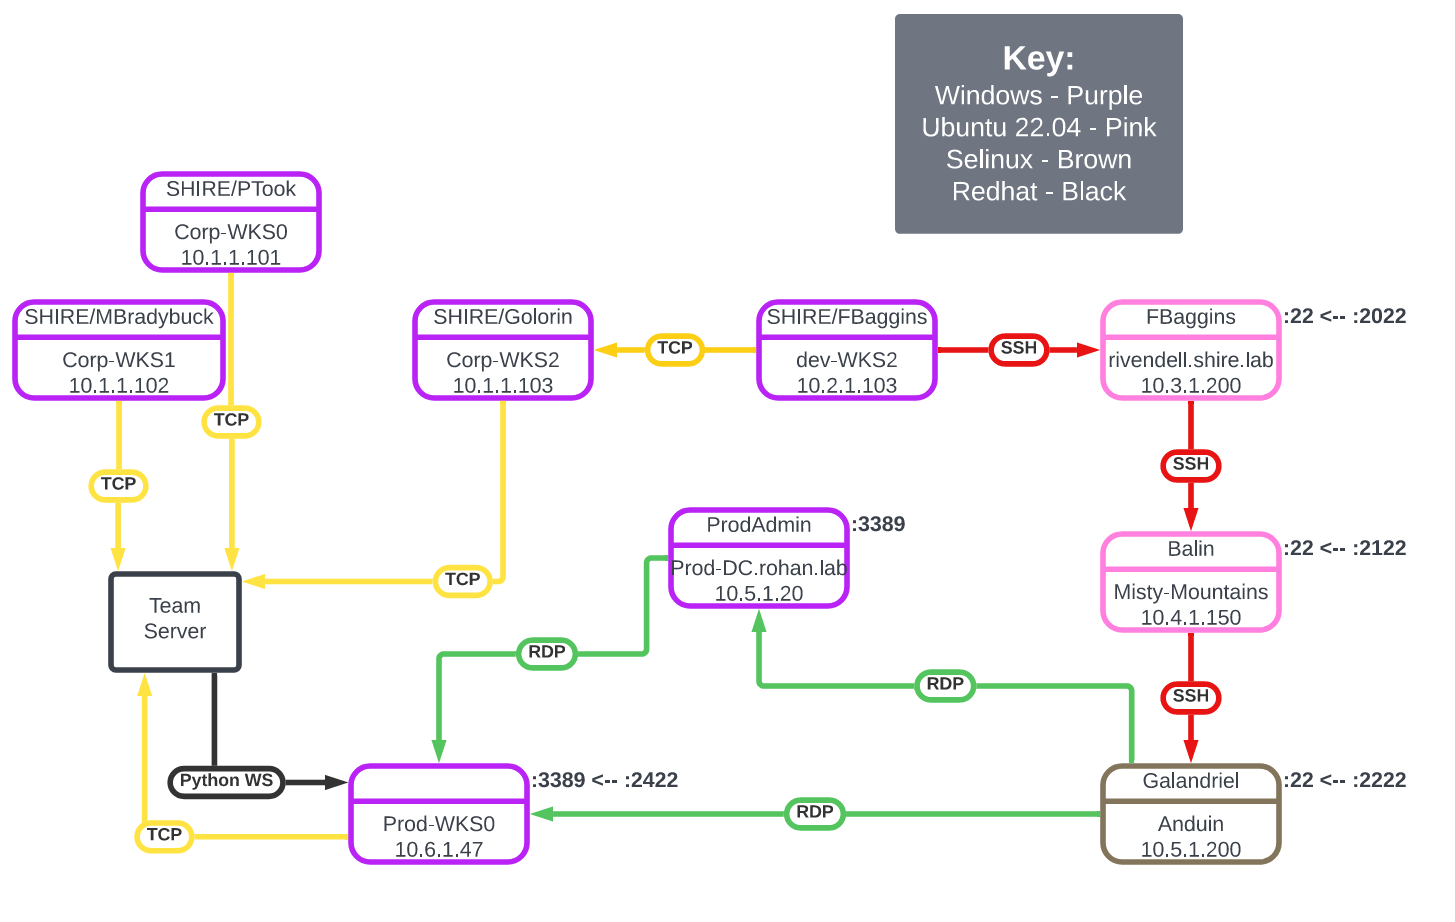 Key:
Windows - Purple
Ubuntu 22.04 - Pink
Selinux - Brown
Redhat - Black
SHIRE/PTook
Corp-WKS0
10.1.1.101
SHIRE/MBradybuck
Corp-WKS1
10.1.1.102
SHIRE/Golorin
Corp-WKS2
10.1.1.103
TCP
SHIRE/FBaggins
dev-WKS2
10.2.1.103
SSH
FBaggins
rivendell.shire.lab
10.3.1.200
:22 <-- :2022
TCP
TCP
SSH
ProdAdmin
Prod-DC.rohan.lab
10.5.1.20
:3389
Balin
Misty-Mountains
10.4.1.150
:22 <-- :2122
TCP
Team
Server
RDP
RDP
SSH
Python WS
TCP
Prod-WKS0
10.6.1.47
:3389 <-- :2422
RDP
Galandriel
Anduin
10.5.1.200
:22 <-- :2222